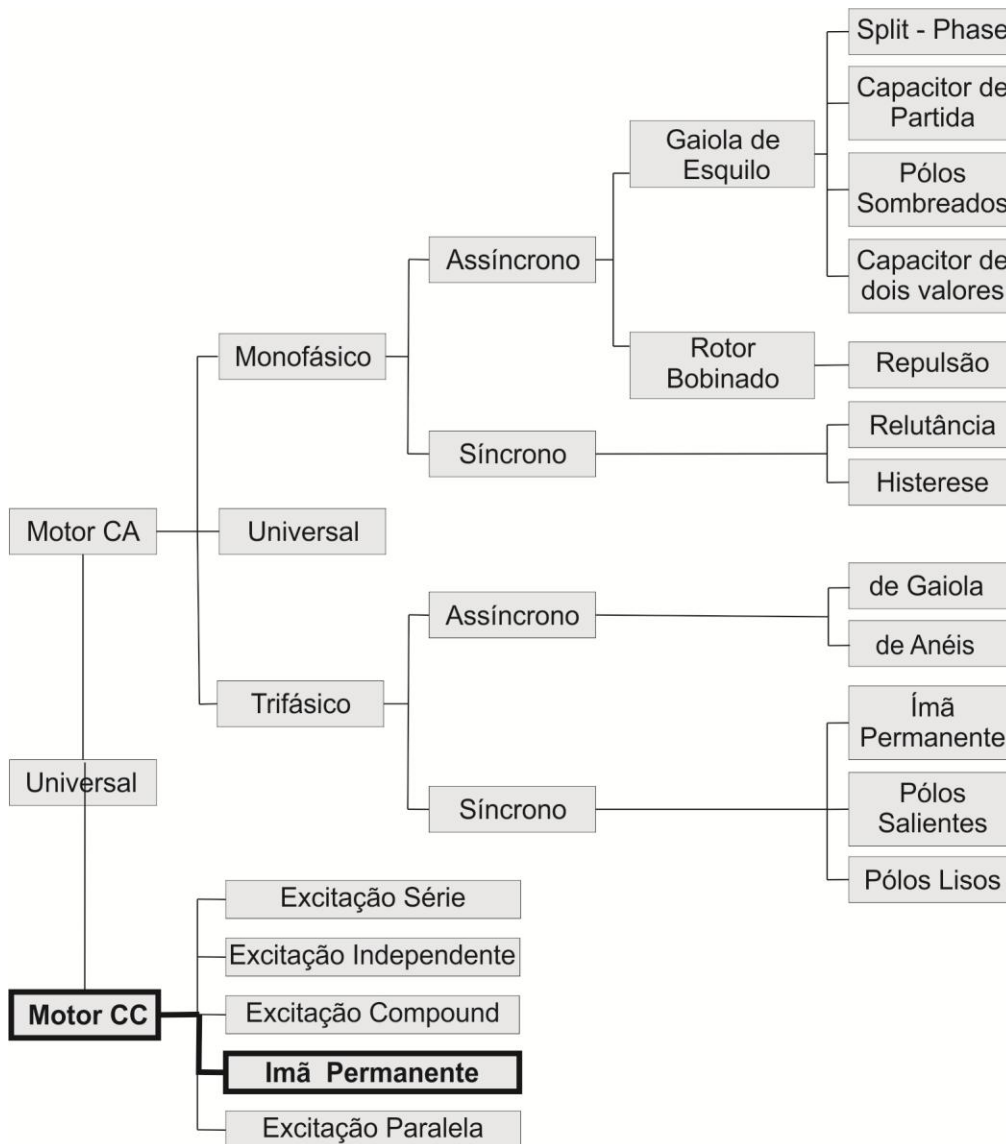 Split - Phase
Capacitor de
Partida
Gaiola de
Esquilo
Pólos
Sombreados
Assíncrono
Capacitor de
dois valores
Monofásico
Rotor
Bobinado
Repulsão
Relutância
Síncrono
Histerese
Motor CA
Universal
de Gaiola
Assíncrono
de Anéis
Trifásico
Ímã
Permanente
Universal
Síncrono
Pólos
Salientes
Pólos Lisos
Excitação Série
Excitação Independente
Motor CC
Excitação Compound
Imã Permanente
Excitação Paralela